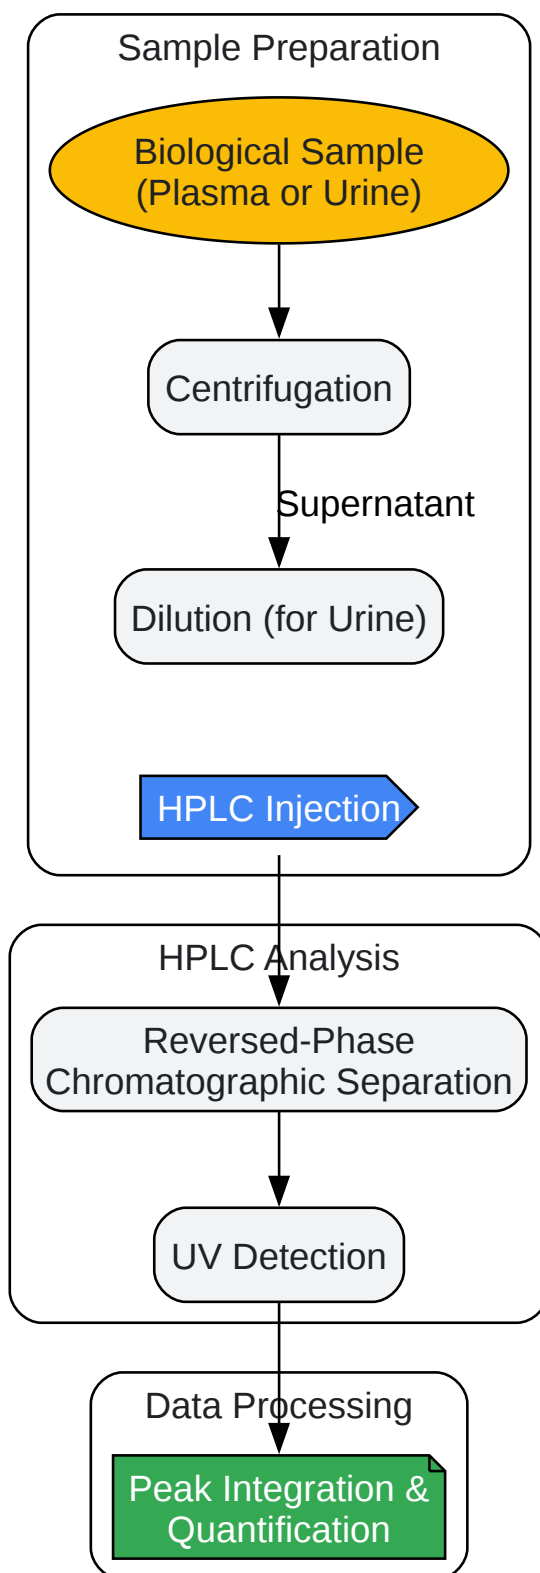 Sample Preparation
Biological Sample
(Plasma or Urine)
Centrifugation
Supernatant
Dilution (for Urine)
HPLC Injection
HPLC Analysis
Reversed-Phase
Chromatographic Separation
UV Detection
Data Processing
Peak Integration &
Quantification